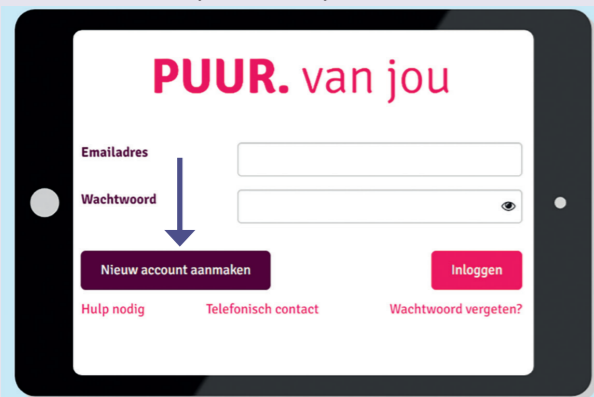 PUUR. van jou
Emailadres
Wachtwoord
Nieuw account aanmaken
Inloggen
Hulp nodig
Telefonisch contact
Wachtwoord vergeten?